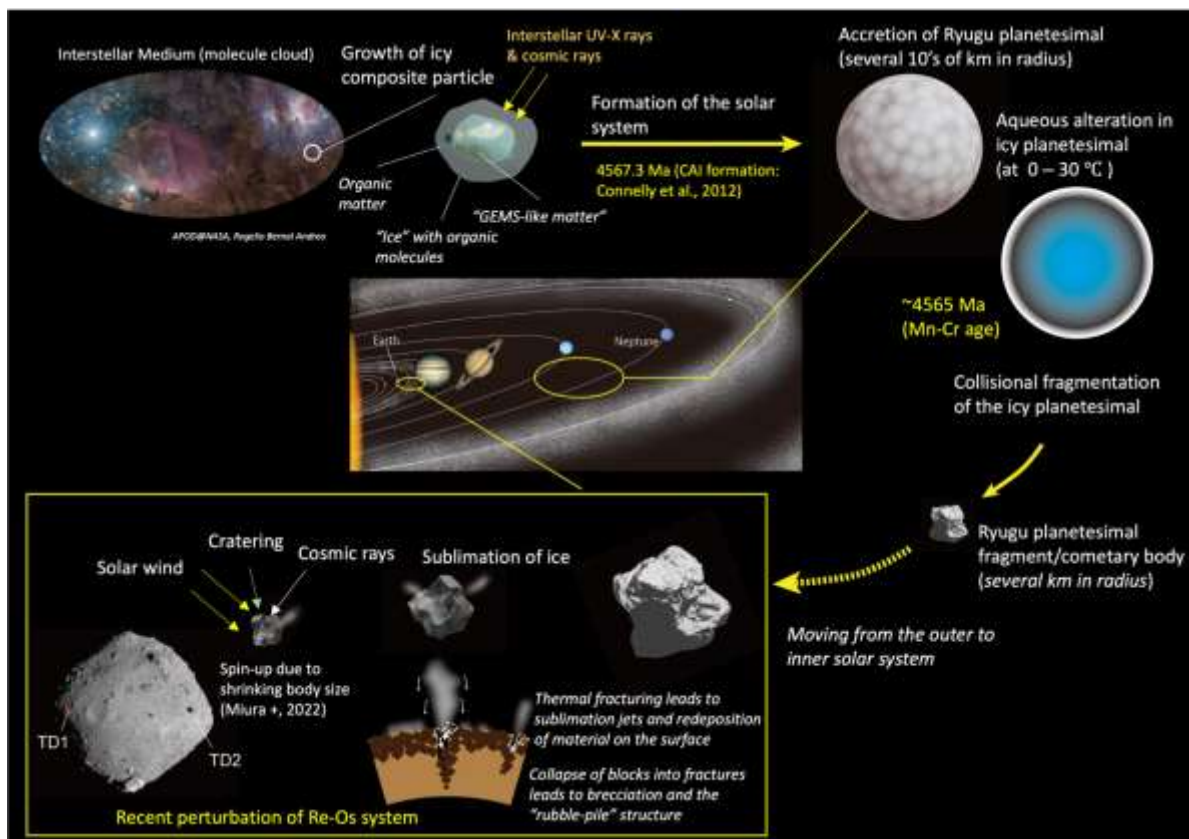 Interstellar Medium (molecule cloud)
Growth of icy
composite particle
Interstellar UV-X rays
& cosmic rays
Organic
matter
"GEMS-like matter"
"Ice" with organic
molecules
APOD@NASA, Rogelio Bernal Andreo
Formation of the solar
system
4567.3 Ma (CAI formation:
Connelly et al., 2012)
Accretion of Ryugu planetesimal
(several 10's of km in radius)
Aqueous alteration in
icy planetesimal
(at 0 – 30 °C )
~4565 Ma
(Mn-Cr age)
Earth
Neptune
Collisional fragmentation
of the icy planetesimal
Ryugu planetesimal
fragment/cometary body
(several km in radius)
Moving from the outer to
inner solar system
Cratering
Solar wind
Cosmic rays
Sublimation of ice
Spin-up due to
shrinking body size
(Miura +, 2022)
TD1
TD2
Thermal fracturing leads to
sublimation jets and redeposition
of material on the surface
Collapse of blocks into fractures
leads to brecciation and the
"rubble-pile" structure
Recent perturbation of Re-Os system